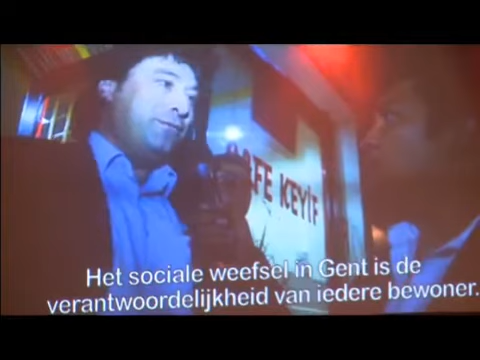 AFE KEYIF
Het sociale weefsel in Gent is de
verantwoordelijkheid van iedere bewoner.